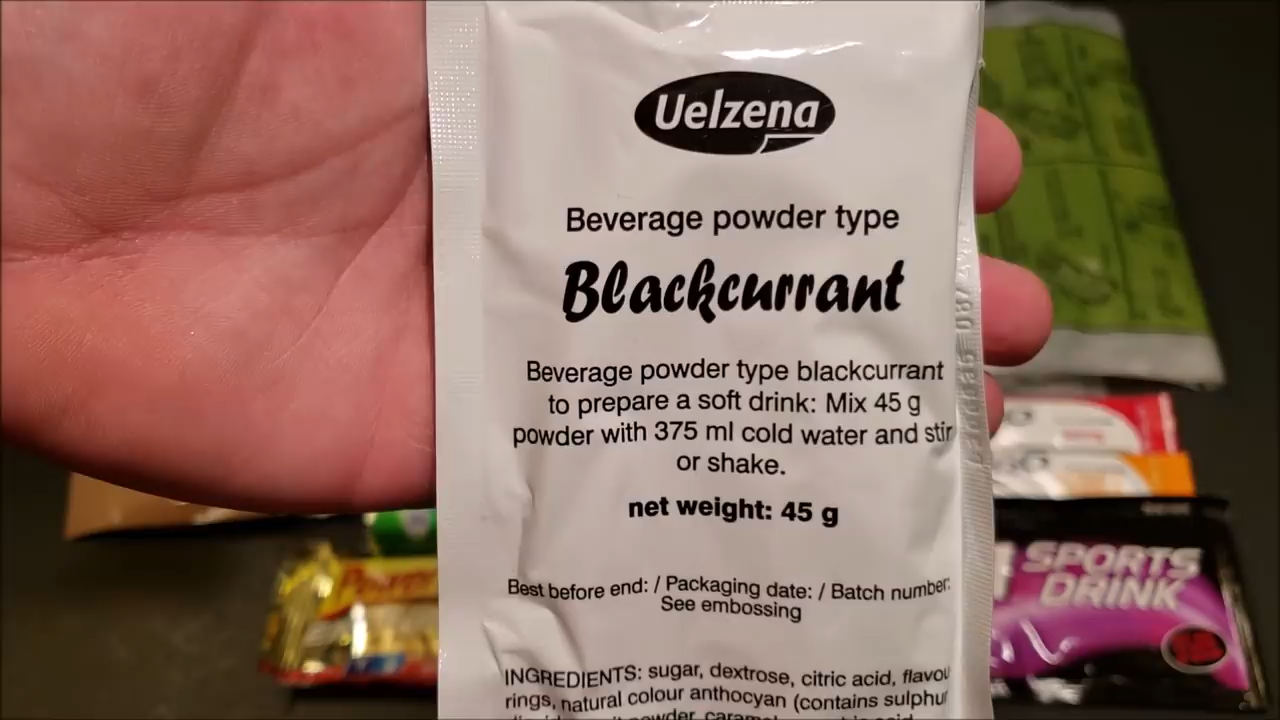 Uelzena
Beverage powder type
Blackcurrant
Beverage powder type blackcurrant
to prepare a soft drink: Mix 45 g
powder with 375 ml cold water and stir
or shake.
net weight: 45 g
Best before end: / Packaging date: / Batch number:
See embossing
INGREDIENTS: sugar, dextrose, citric acid, flavou
rings, natural colour anthocyan (contains sulphur
powder, caramel
SPORTS
DRINK